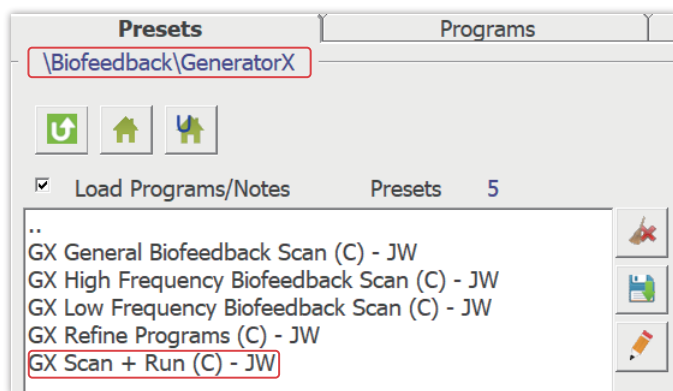 Presets Programs
\Biofeedback\GeneratorX
U
Load Programs/Notes Presets 5
..
GX General Biofeedback Scan (C) - JW
GX High Frequency Biofeedback Scan (C) - JW
GX Low Frequency Biofeedback Scan (C) - JW
GX Refine Programs (C) - JW
GX Scan + Run (C) - JW